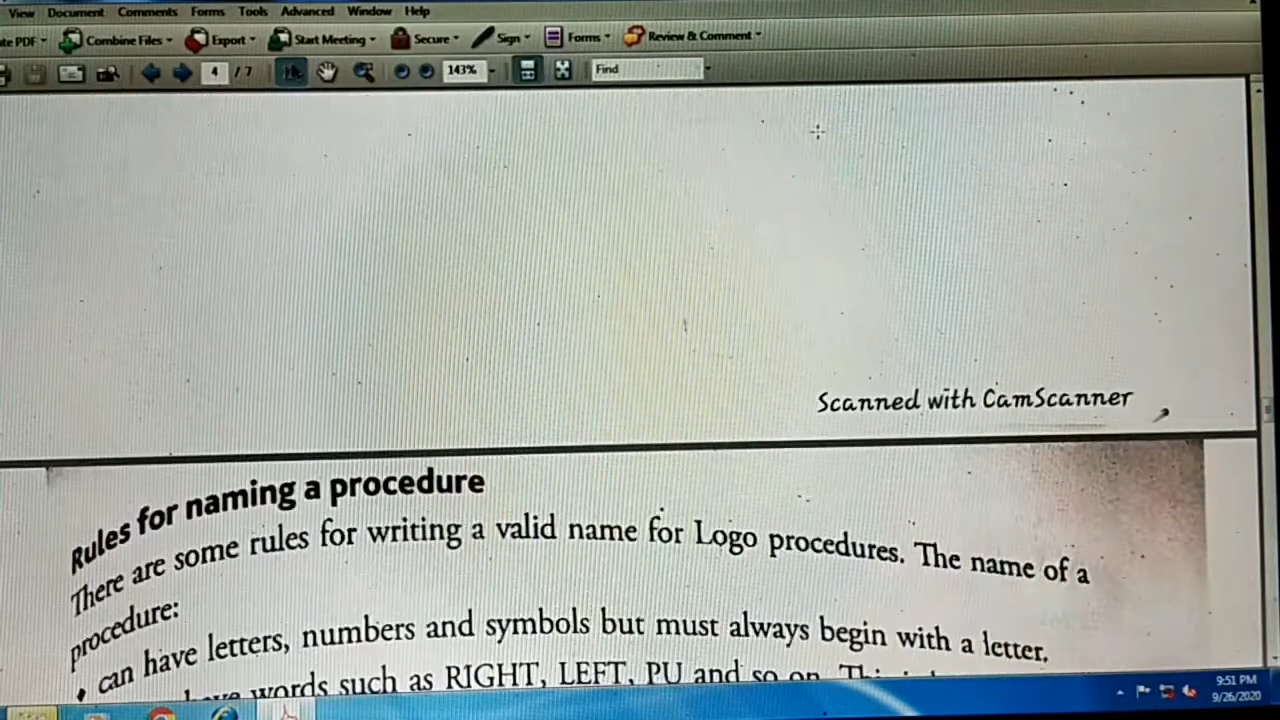 View Document Comments Forms Tools Advanced Window Help
PDF Combine Files Export Start Meeting Secure Sign Forms Review & Comment
4 / 7 143% Find
Scanned with CamScanner
Rules for naming a procedure
There are some rules for writing a valid name for Logo procedures. The name of a
procedure:
• can have letters, numbers and symbols but must always begin with a letter.
words such as RIGHT, LEFT, PU and so on.
9:51 PM
9/26/2020